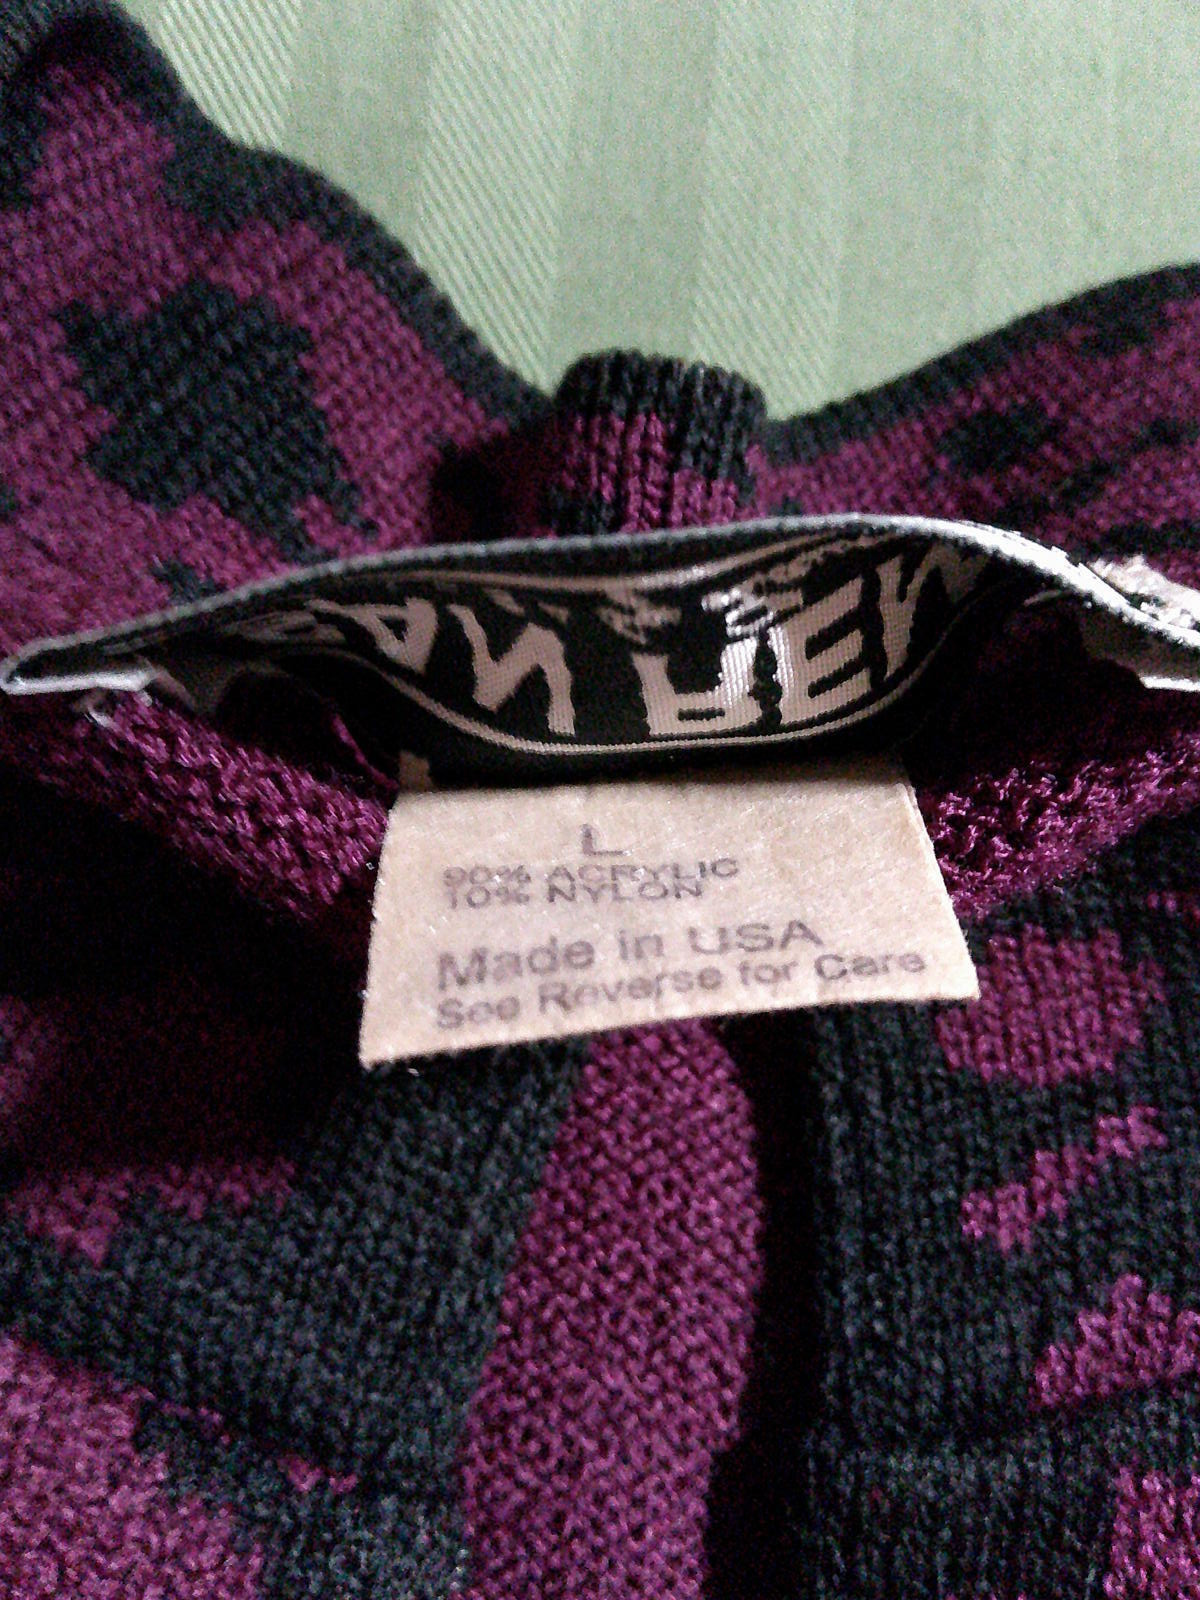 L
90% ACRYLIC
10% NYLON
Made in USA
See Reverse for Care